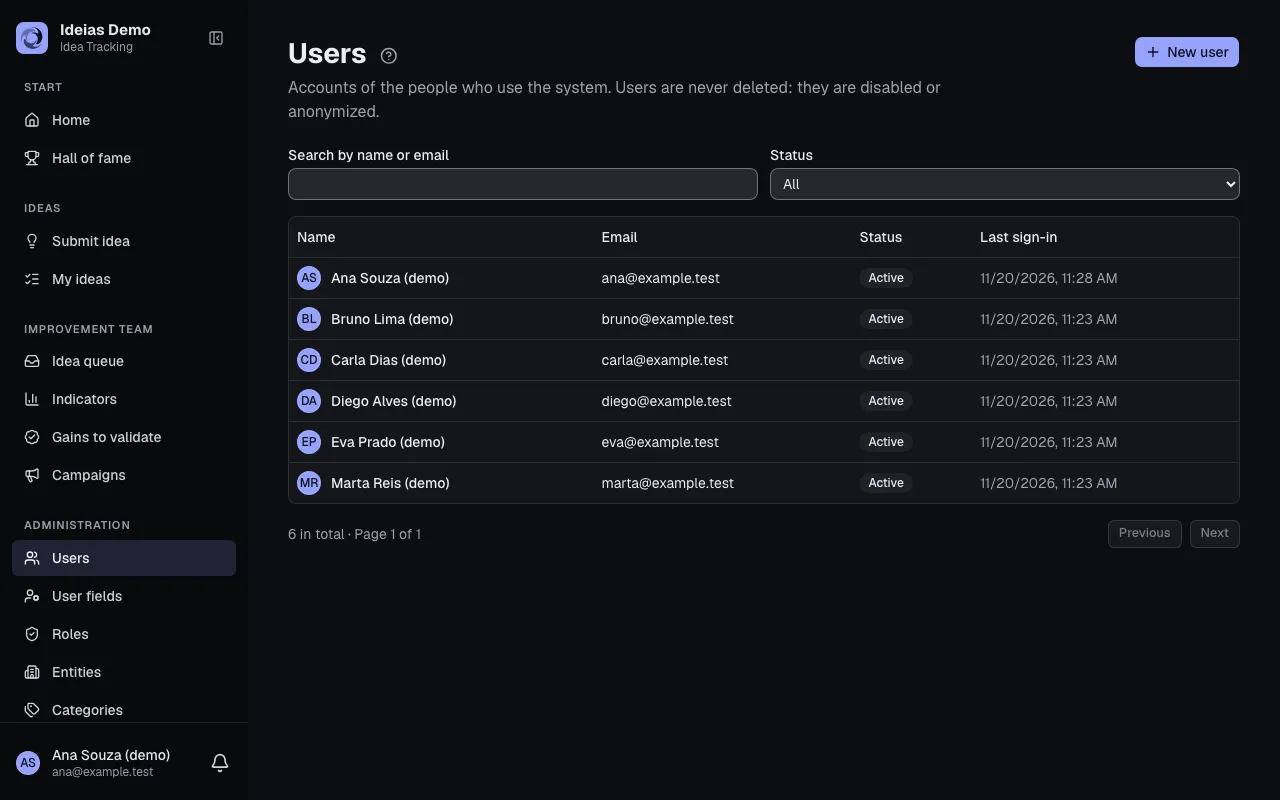 Ideias Demo
Idea Tracking
START
Home
Hall of fame
IDEAS
Submit idea
My ideas
IMPROVEMENT TEAM
Idea queue
Indicators
Gains to validate
Campaigns
ADMINISTRATION
Users
User fields
Roles
Entities
Categories
AS
Ana Souza (demo)
ana@example.test
Users
New user
Accounts of the people who use the system. Users are never deleted: they are disabled or
anonymized.
Search by name or email
Status
All
Name Email Status Last sign-in
AS Ana Souza (demo) ana@example.test Active 11/20/2026, 11:28 AM
BL Bruno Lima (demo) bruno@example.test Active 11/20/2026, 11:23 AM
CD Carla Dias (demo) carla@example.test Active 11/20/2026, 11:23 AM
DA Diego Alves (demo) diego@example.test Active 11/20/2026, 11:23 AM
EP Eva Prado (demo) eva@example.test Active 11/20/2026, 11:23 AM
MR Marta Reis (demo) marta@example.test Active 11/20/2026, 11:23 AM
6 in total · Page 1 of 1
Previous
Next